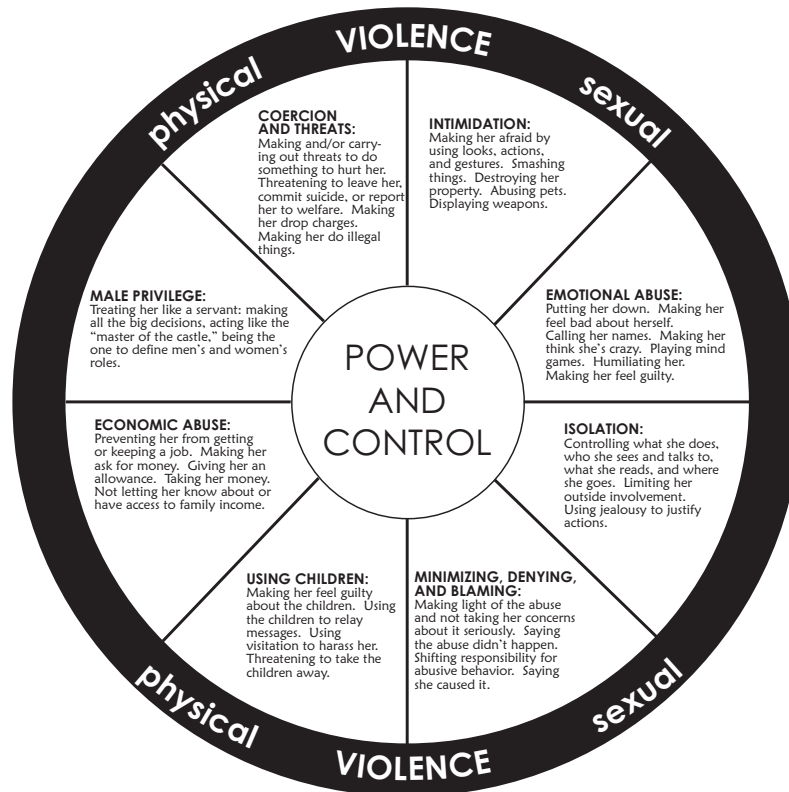 physical
VIOLENCE
sexual
COERCION
AND THREATS:
Making and/or carry-
ing out threats to do
something to hurt her.
Threatening to leave her,
commit suicide, or report
her to welfare. Making
her drop charges.
Making her do illegal
things.
INTIMIDATION:
Making her afraid by
using looks, actions,
and gestures. Smashing
things. Destroying her
property. Abusing pets.
Displaying weapons.
MALE PRIVILEGE:
Treating her like a servant: making
all the big decisions, acting like the
“master of the castle,” being the
one to define men’s and women’s
roles.
EMOTIONAL ABUSE:
Putting her down. Making her
feel bad about herself.
Calling her names. Making her
think she’s crazy. Playing mind
games. Humiliating her.
Making her feel guilty.
POWER
AND
CONTROL
ECONOMIC ABUSE:
Preventing her from getting
or keeping a job. Making her
ask for money. Giving her an
allowance. Taking her money.
Not letting her know about or
have access to family income.
ISOLATION:
Controlling what she does,
who she sees and talks to,
what she reads, and where
she goes. Limiting her
outside involvement.
Using jealousy to justify
actions.
USING CHILDREN:
Making her feel guilty
about the children. Using
the children to relay
messages. Using
visitation to harass her.
Threatening to take the
children away.
MINIMIZING, DENYING,
AND BLAMING:
Making light of the abuse
and not taking her concerns
about it seriously. Saying
the abuse didn’t happen.
Shifting responsibility for
abusive behavior. Saying
she caused it.
physical
VIOLENCE
sexual